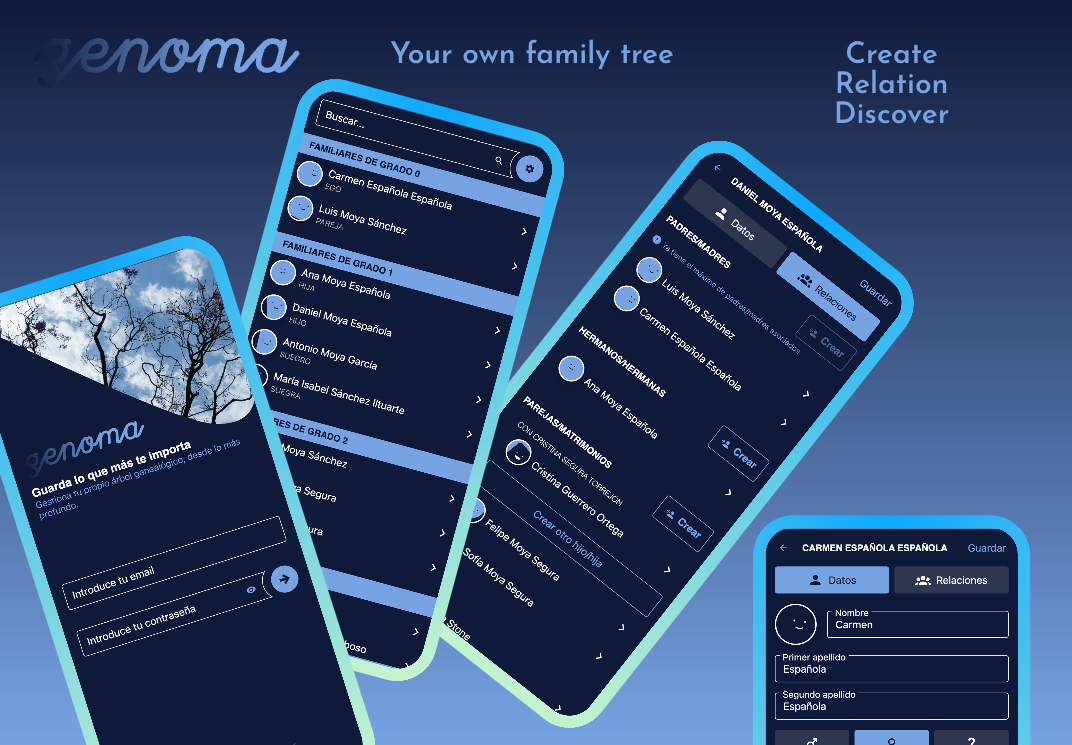 genoma
Your own family tree
Create
Relation
Discover
genoma
Guarda lo que más te importa
Gestiona tu propio árbol genealógico, desde lo más
profundo.
Introduce tu email
Introduce tu contraseña
Buscar...
FAMILIARES DE GRADO 0
Carmen Española Española
EGO
Luis Moya Sánchez
PAREJA
FAMILIARES DE GRADO 1
Ana Moya Española
HIJA
Daniel Moya Española
HIJO
Antonio Moya García
SUEGRO
María Isabel Sánchez Iltuarte
SUEGRA
RES DE GRADO 2
Moya Sánchez
Segura
DANIEL MOYA ESPAÑOLA
Guardar
Datos
Relaciones
PADRES/MADRES
Crear
Ya tiene el máximo de padres/madres asociados
Luis Moya Sánchez
Carmen Española Española
HERMANOS/HERMANAS
Crear
Ana Moya Española
PAREJAS/MATRIMONIOS
Crear
CON CRISTINA SEGURA TORREJÓN
Cristina Guerrero Ortega
Crear otro hijo/hija
Felipe Moya Segura
Sofía Moya Segura
Stone
CARMEN ESPAÑOLA ESPAÑOLA
Guardar
Datos
Relaciones
Nombre
Carmen
Primer apellido
Española
Segundo apellido
Española
?